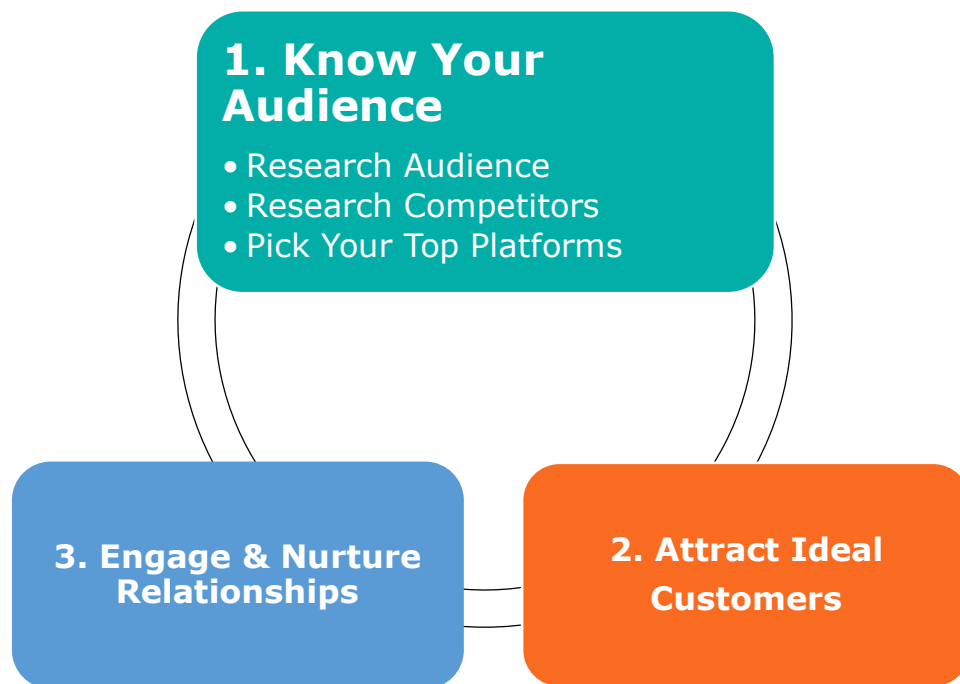 1. Know Your
Audience
• Research Audience
• Research Competitors
• Pick Your Top Platforms
3. Engage & Nurture
Relationships
2. Attract Ideal
Customers